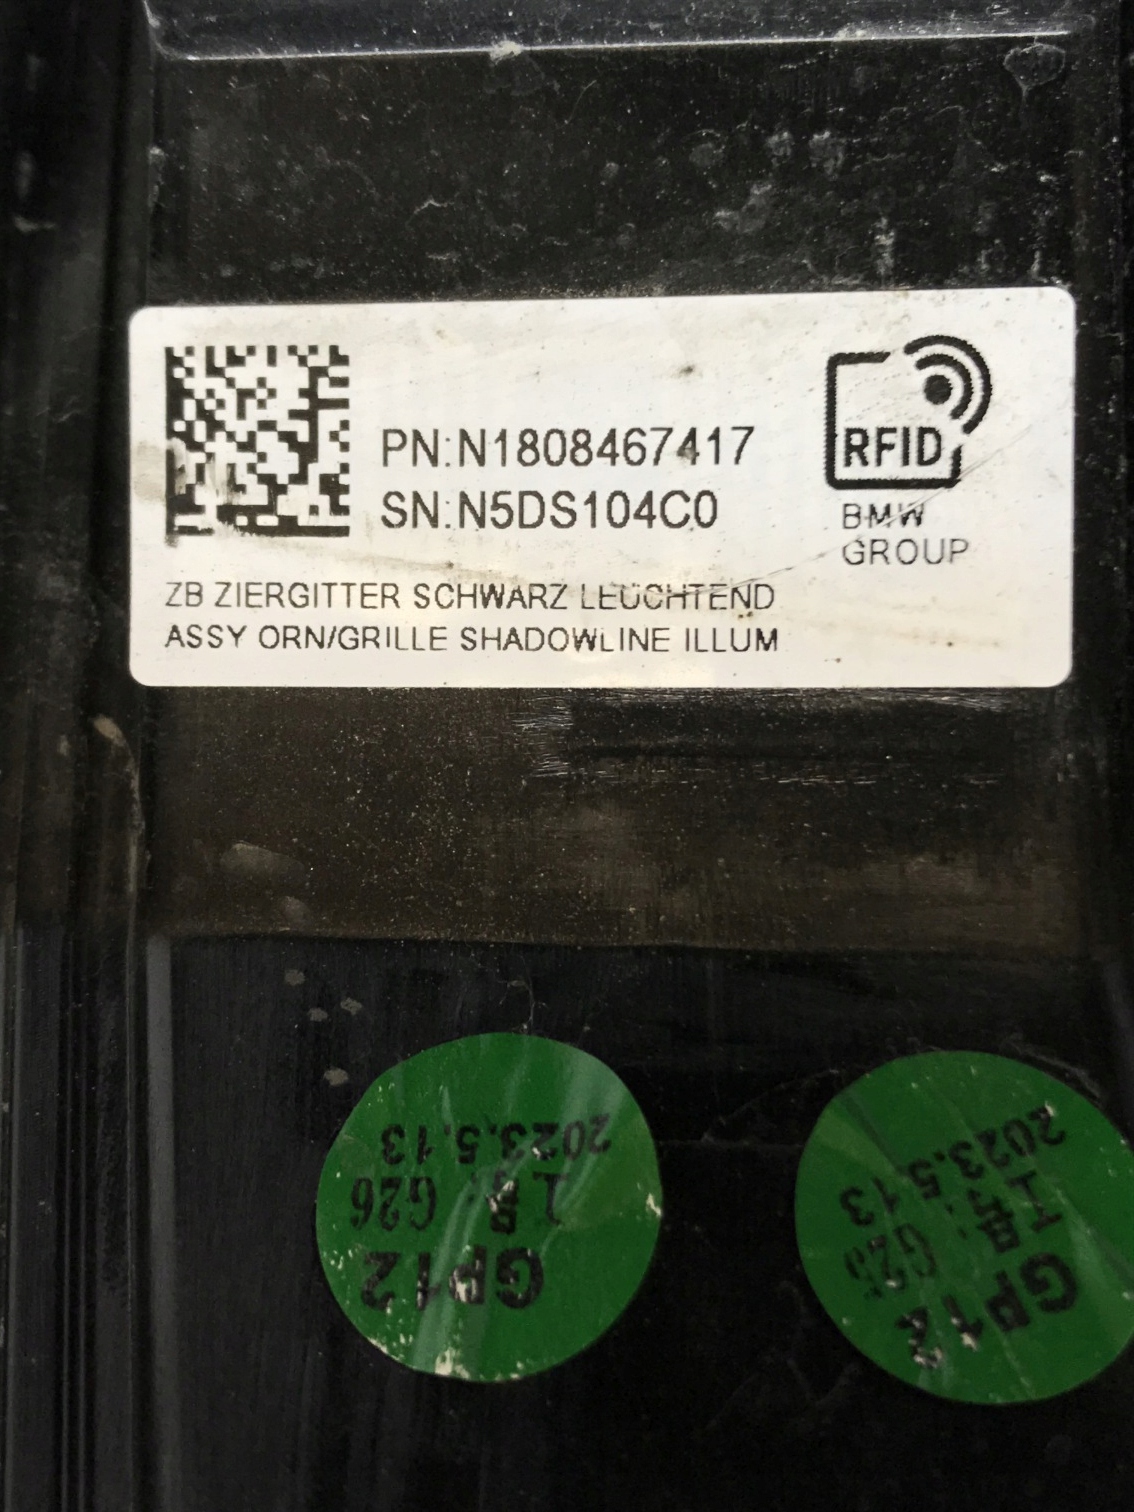 PN:N1808467417
SN:N5DS104C0
RFID
BMW
GROUP
ZB ZIERGITTER SCHWARZ LEUCHTEND
ASSY ORN/GRILLE SHADOWLINE ILLUM
GP12
G26
2023.5.13
GP12
2023.5.13